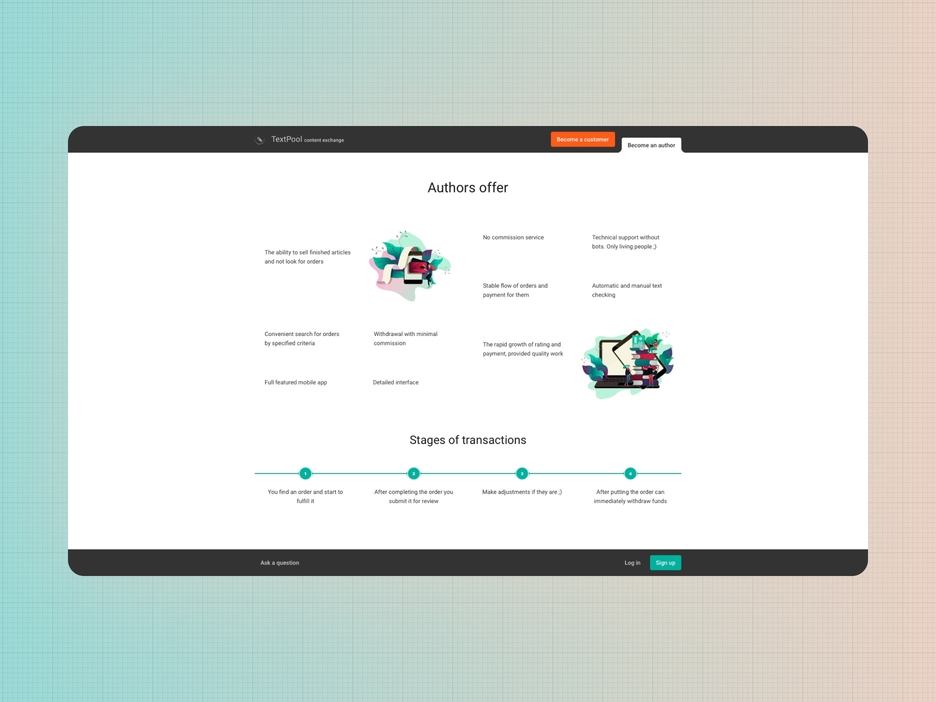 TextPool content exchange
Become a customer
Become an author
Authors offer
The ability to sell finished articles
and not look for orders
No commission service
Technical support without
bots. Only living people ;)
Stable flow of orders and
payment for them
Automatic and manual text
checking
Convenient search for orders
by specified criteria
Withdrawal with minimal
commission
The rapid growth of rating and
payment, provided quality work
Full featured mobile app
Detailed interface
Stages of transactions
1
2
3
4
You find an order and start to
fulfill it
After completing the order you
submit it for review
Make adjustments if they are ;)
After putting the order can
immediately withdraw funds
Ask a question
Log in
Sign up